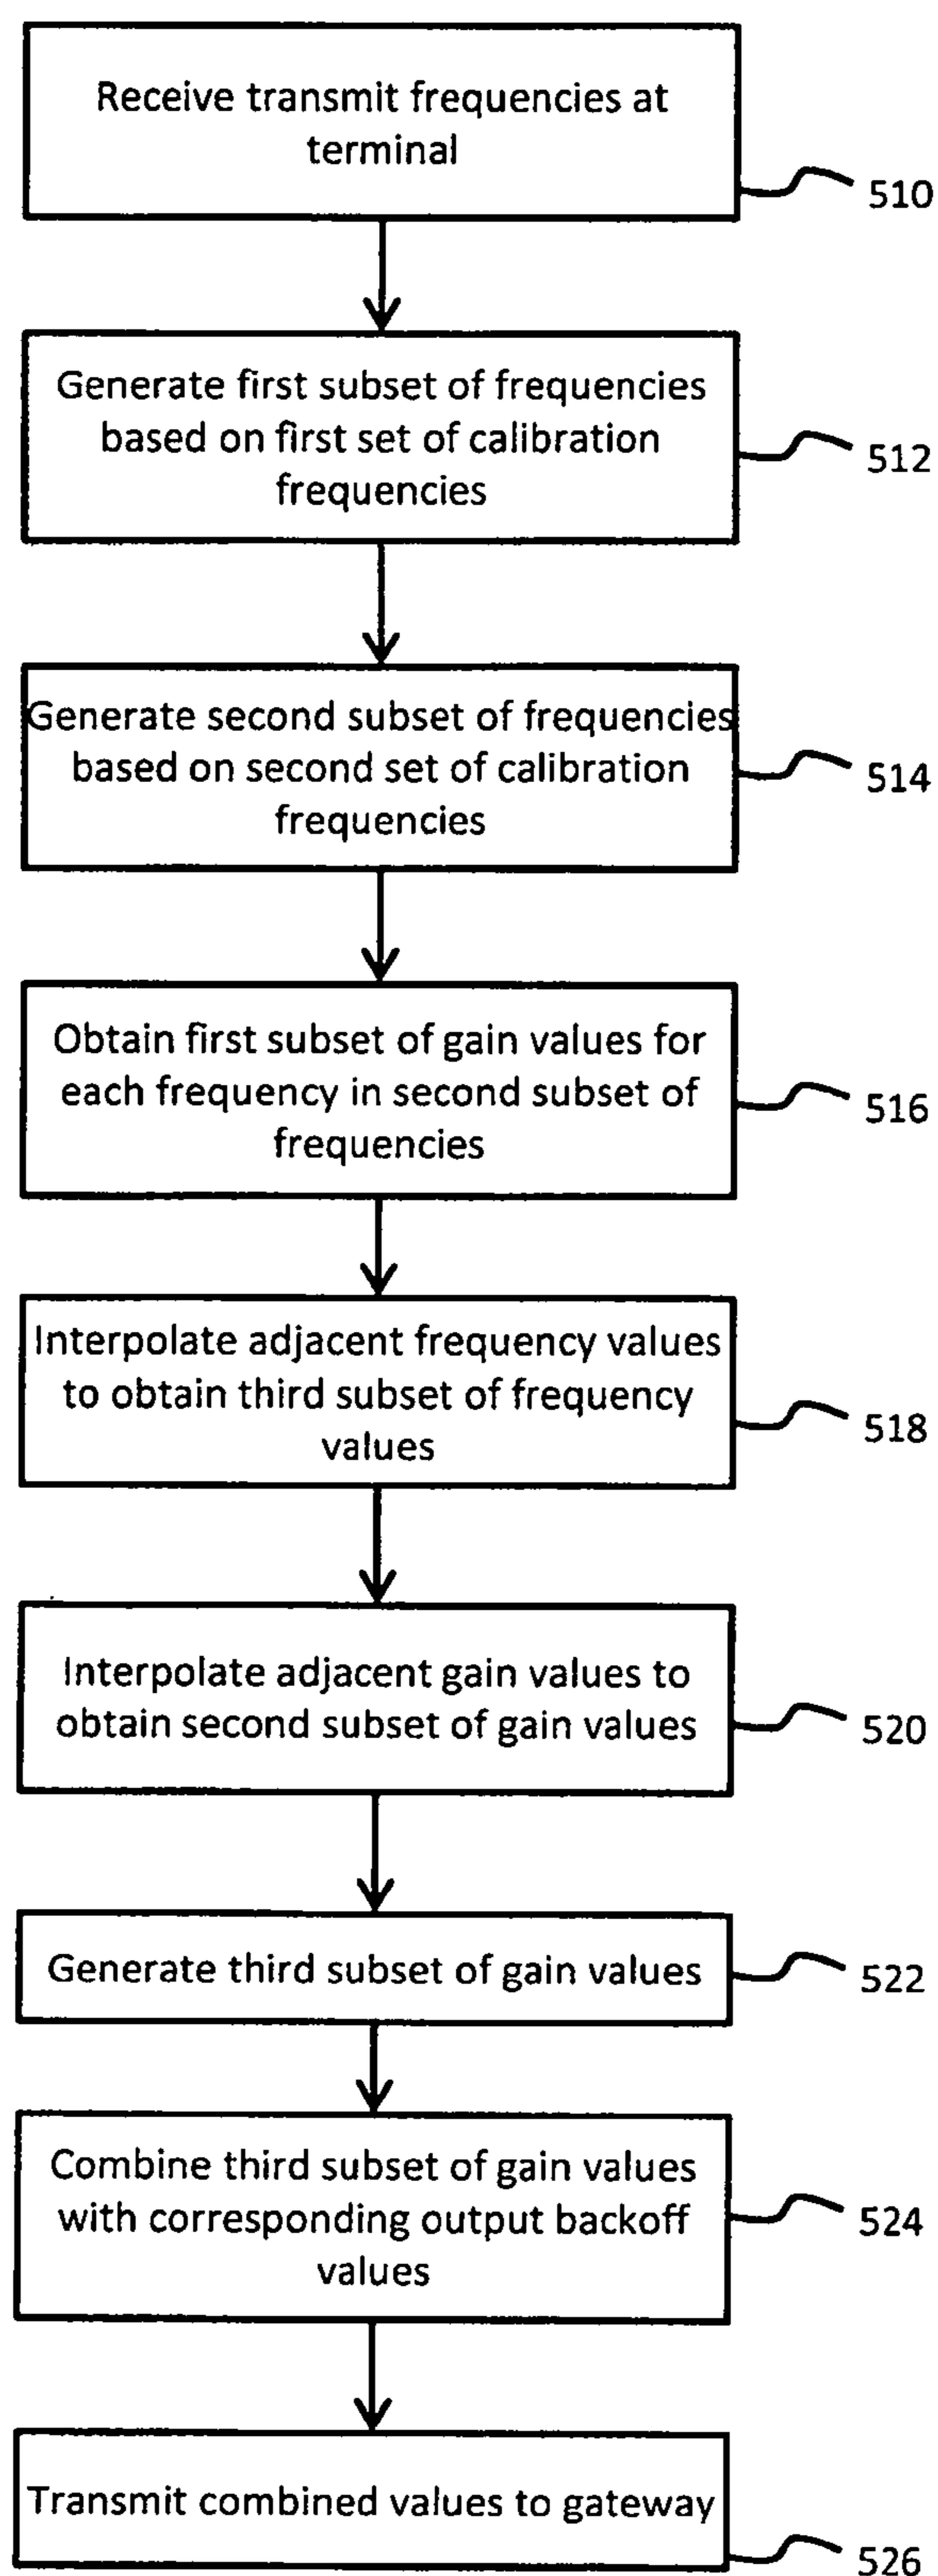 Receive transmit frequencies at
terminal
510
Generate first subset of frequencies
based on first set of calibration
frequencies
512
Generate second subset of frequencies
based on second set of calibration
frequencies
514
Obtain first subset of gain values for
each frequency in second subset of
frequencies
516
Interpolate adjacent frequency values
to obtain third subset of frequency
values
518
Interpolate adjacent gain values to
obtain second subset of gain values
520
Generate third subset of gain values
522
Combine third subset of gain values
with corresponding output backoff
values
524
Transmit combined values to gateway
526